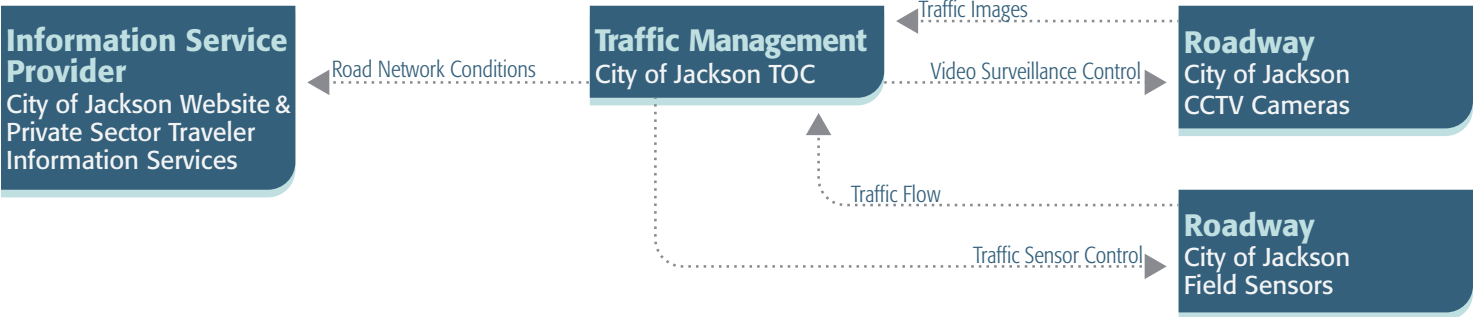 Information Service
Provider
City of Jackson Website &
Private Sector Traveler
Information Services
Road Network Conditions
Traffic Management
City of Jackson TOC
Traffic Images
Video Surveillance Control
Roadway
City of Jackson
CCTV Cameras
Traffic Flow
Traffic Sensor Control
Roadway
City of Jackson
Field Sensors